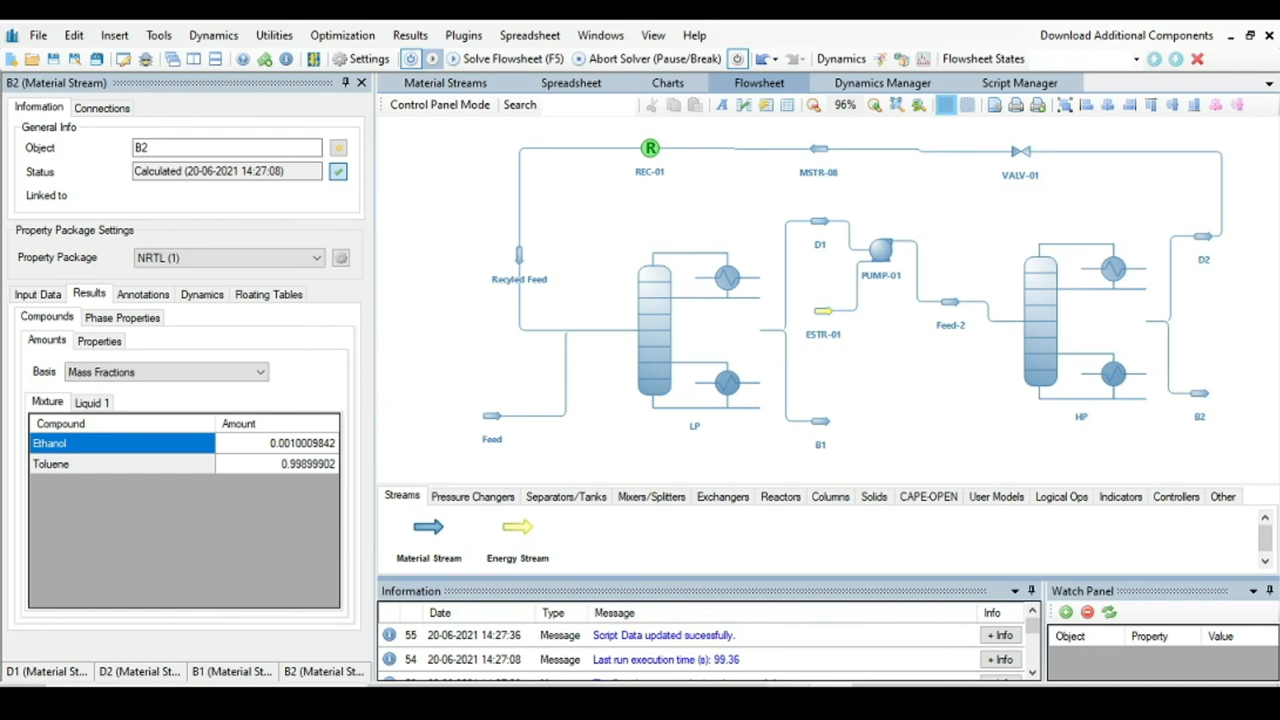 File Edit Insert Tools Dynamics Utilities Optimization Results Plugins Spreadsheet Windows View Help Download Additional Components
Settings Solve Flowsheet (F5) Abort Solver (Pause/Break) Dynamics Flowsheet States
B2 (Material Stream)
Material Streams Spreadsheet Charts Flowsheet Dynamics Manager Script Manager
Information Connections
Control Panel Mode Search 96%
General Info
Object B2
Status Calculated (20-06-2021 14:27:08)
Linked to
Property Package Settings
Property Package NRTL (1)
Input Data Results Annotations Dynamics Floating Tables
Compounds Phase Properties
Amounts Properties
Basis Mass Fractions
Mixture Liquid 1
Compound Amount
Ethanol 0.0010009842
Toluene 0.99899902
R
REC-01
MSTR-08
VALV-01
D1
PUMP-01
D2
Recyled Feed
ESTR-01
Feed-2
Feed
LP
B1
HP
B2
Streams Pressure Changers Separators/Tanks Mixers/Splitters Exchangers Reactors Columns Solids CAPE-OPEN User Models Logical Ops Indicators Controllers Other
Material Stream Energy Stream
Information
Date Type Message Info
55 20-06-2021 14:27:36 Message Script Data updated sucessfully. + Info
54 20-06-2021 14:27:08 Message Last run execution time (s): 99.36 + Info
Watch Panel
Object Property Value
D1 (Material St... D2 (Material St... B1 (Material St... B2 (Material St...